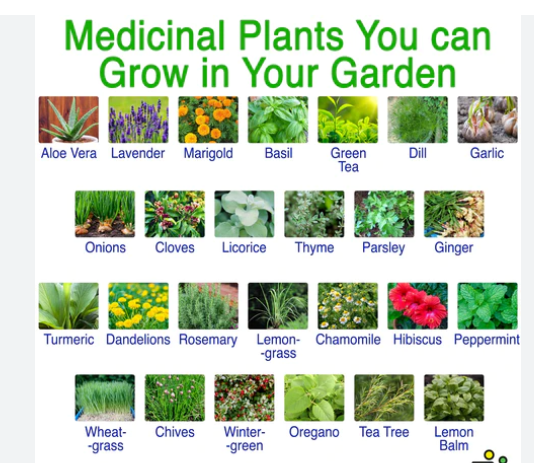 Medicinal Plants You can
Grow in Your Garden
Aloe Vera Lavender Marigold Basil Green Tea Dill Garlic
Onions Cloves Licorice Thyme Parsley Ginger
Turmeric Dandelions Rosemary Lemon- -grass Chamomile Hibiscus Peppermint
Wheat- -grass Chives Winter- -green Oregano Tea Tree Lemon Balm